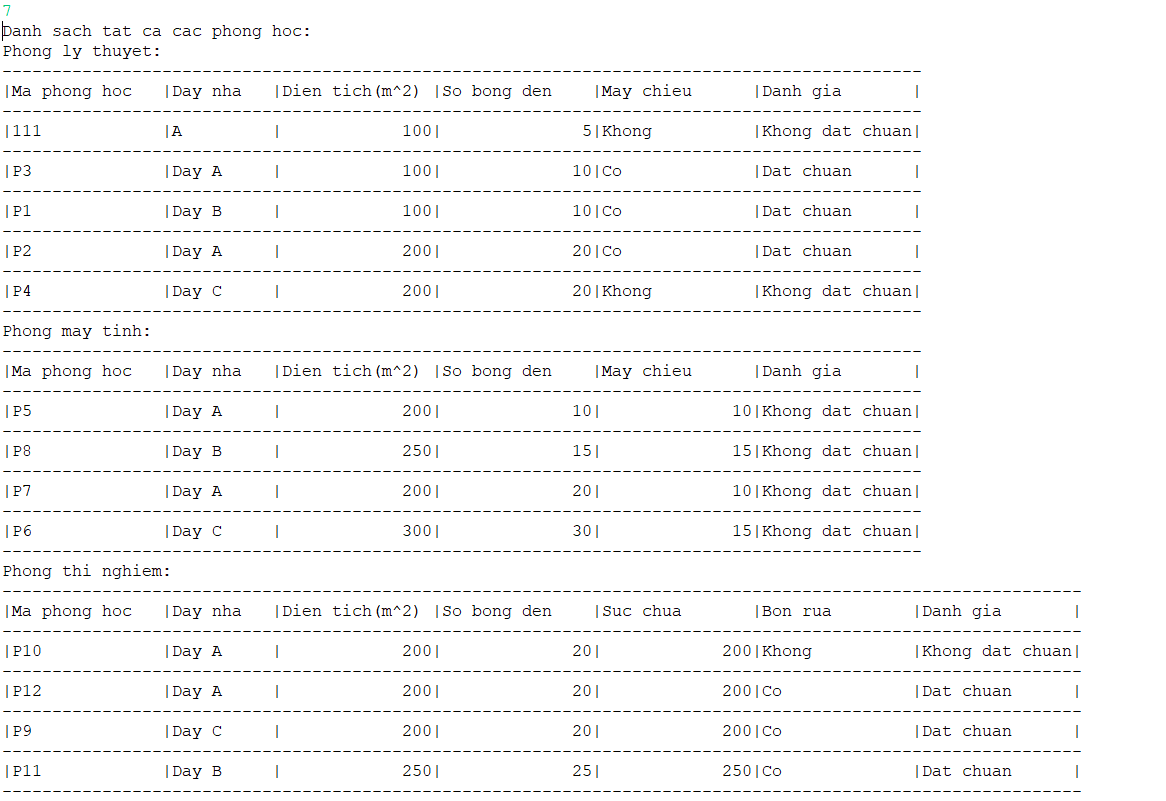 7
Danh sach tat ca cac phong hoc:
Phong ly thuyet:
--------------------------------------------------------------------------------------------
|Ma phong hoc   |Day nha   |Dien tich(m^2) |So bong den    |May chieu      |Danh gia       |
--------------------------------------------------------------------------------------------
|111            |A         |            100|              5|Khong          |Khong dat chuan|
--------------------------------------------------------------------------------------------
|P3             |Day A     |            100|             10|Co             |Dat chuan      |
--------------------------------------------------------------------------------------------
|P1             |Day B     |            100|             10|Co             |Dat chuan      |
--------------------------------------------------------------------------------------------
|P2             |Day A     |            200|             20|Co             |Dat chuan      |
--------------------------------------------------------------------------------------------
|P4             |Day C     |            200|             20|Khong          |Khong dat chuan|
--------------------------------------------------------------------------------------------
Phong may tinh:
--------------------------------------------------------------------------------------------
|Ma phong hoc   |Day nha   |Dien tich(m^2) |So bong den    |May chieu      |Danh gia       |
--------------------------------------------------------------------------------------------
|P5             |Day A     |            200|             10|             10|Khong dat chuan|
--------------------------------------------------------------------------------------------
|P8             |Day B     |            250|             15|             15|Khong dat chuan|
--------------------------------------------------------------------------------------------
|P7             |Day A     |            200|             20|             10|Khong dat chuan|
--------------------------------------------------------------------------------------------
|P6             |Day C     |            300|             30|             15|Khong dat chuan|
--------------------------------------------------------------------------------------------
Phong thi nghiem:
------------------------------------------------------------------------------------------------------------
|Ma phong hoc   |Day nha   |Dien tich(m^2) |So bong den    |Suc chua       |Bon rua        |Danh gia       |
------------------------------------------------------------------------------------------------------------
|P10            |Day A     |            200|             20|            200|Khong          |Khong dat chuan|
------------------------------------------------------------------------------------------------------------
|P12            |Day A     |            200|             20|            200|Co             |Dat chuan      |
------------------------------------------------------------------------------------------------------------
|P9             |Day C     |            200|             20|            200|Co             |Dat chuan      |
------------------------------------------------------------------------------------------------------------
|P11            |Day B     |            250|             25|            250|Co             |Dat chuan      |
------------------------------------------------------------------------------------------------------------